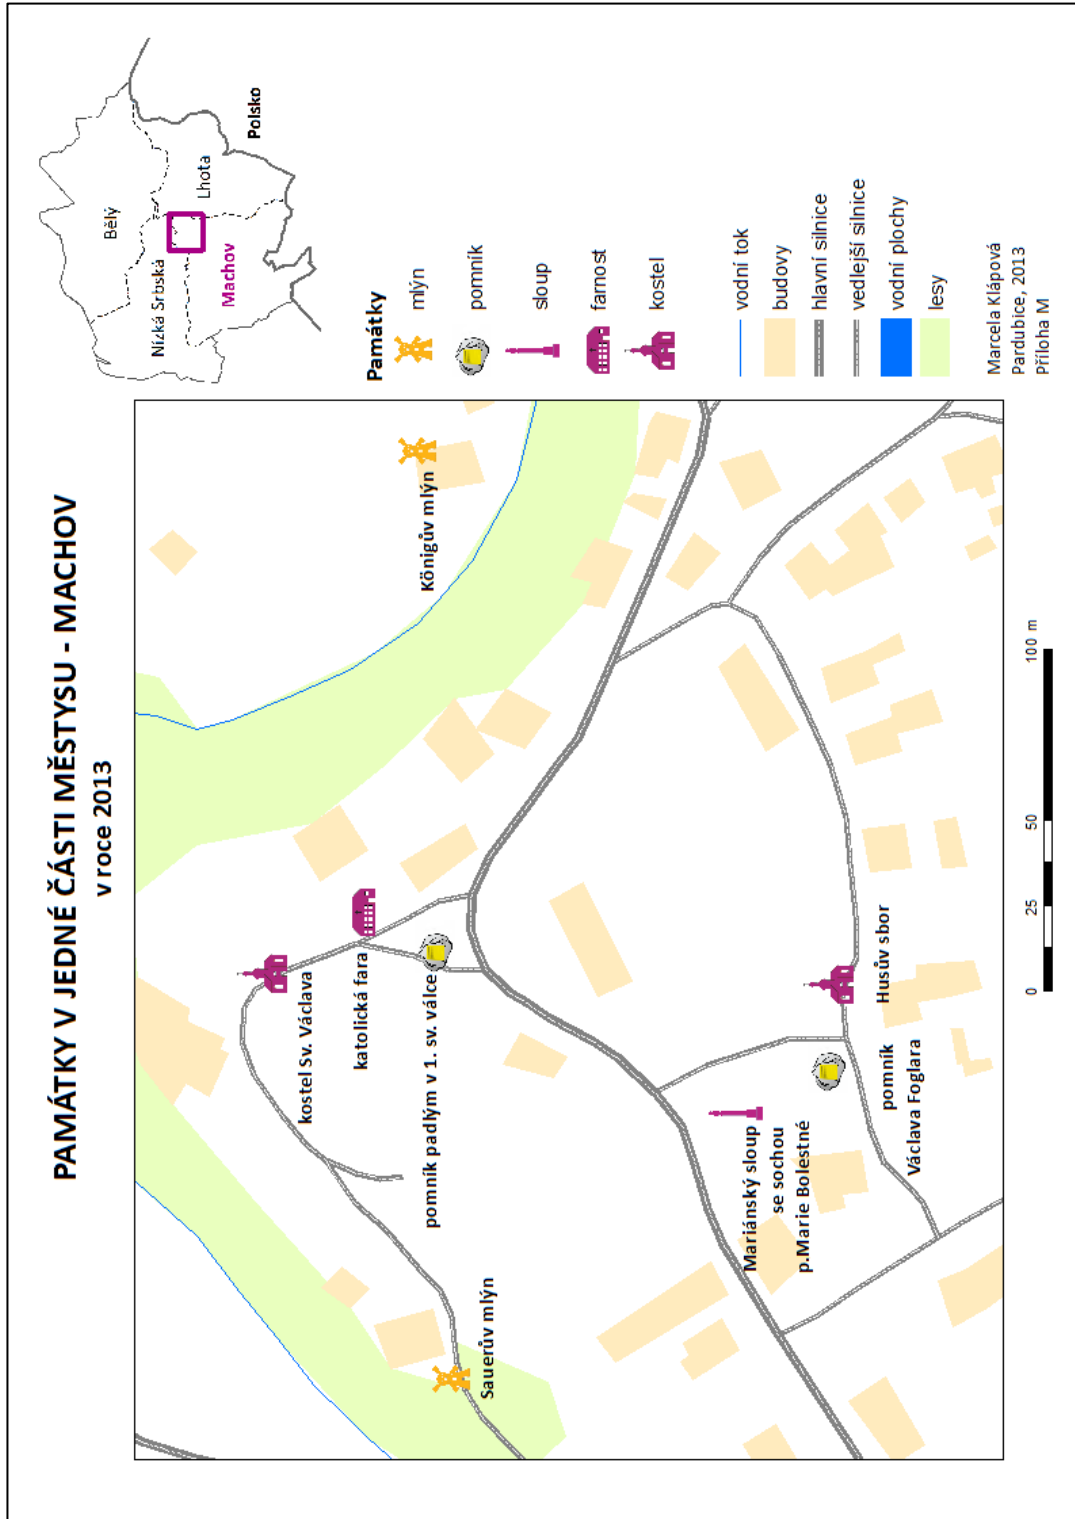 PAMÁTKY V JEDNÉ ČÁSTI MĚSTYSU - MACHOV
v roce 2013
Bělý
Nízká Srbská
Lhota
Machov
Polsko
Königův mlýn
kostel Sv. Václava
katolická fara
pomník padlým v 1. sv. válce
Sauerův mlýn
Mariánský sloup
se sochou
p.Marie Bolestné
pomník
Václava Foglara
Husův sbor
Památky
mlýn
pomník
sloup
farnost
kostel
vodní tok
budovy
hlavní silnice
vedlejší silnice
vodní plochy
lesy
Marcela Klápová
Pardubice, 2013
Příloha M
0 25 50 100 m